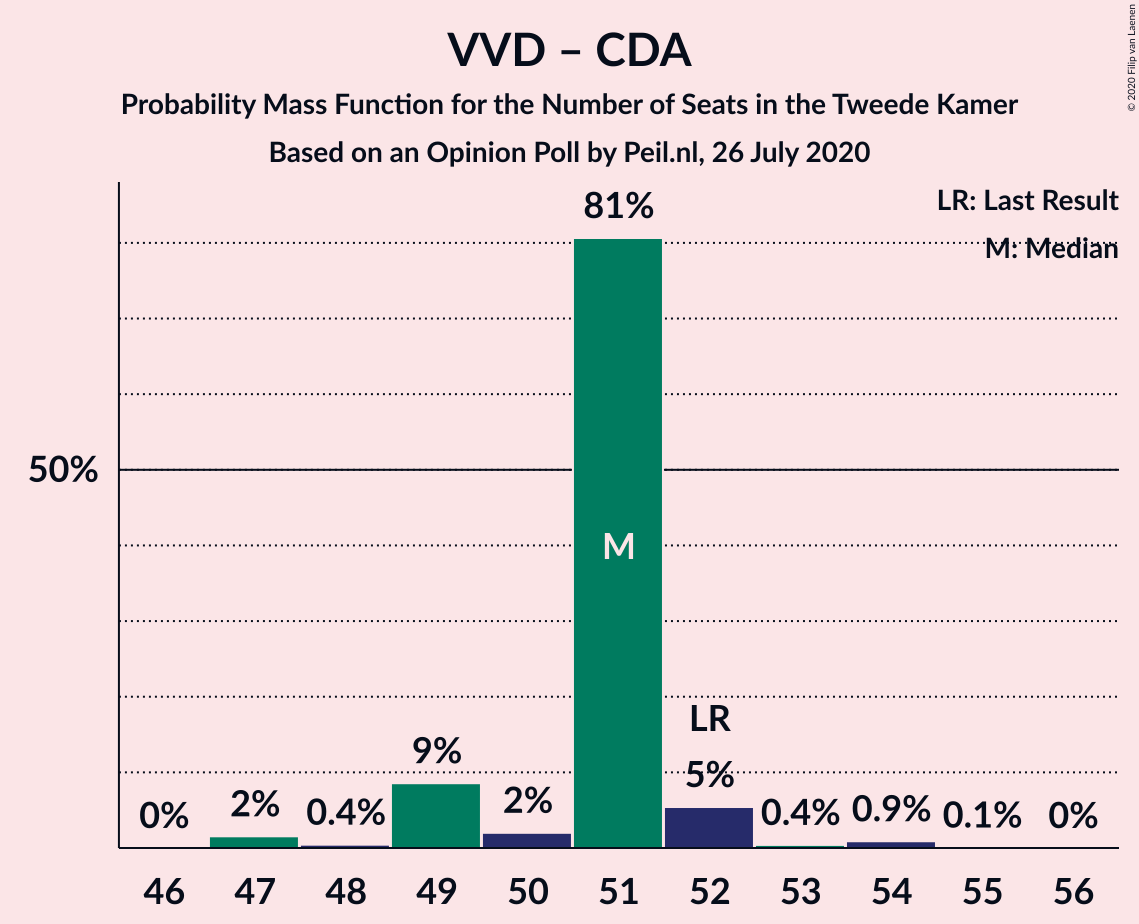 VVD – CDA
Probability Mass Function for the Number of Seats in the Tweede Kamer
Based on an Opinion Poll by Peil.nl, 26 July 2020
© 2020 Filip van Laenen
LR: Last Result
M: Median
81%
50%
M
LR
0%
2%
0.4%
9%
2%
5%
0.4%
0.9%
0.1%
0%
46 47 48 49 50 51 52 53 54 55 56